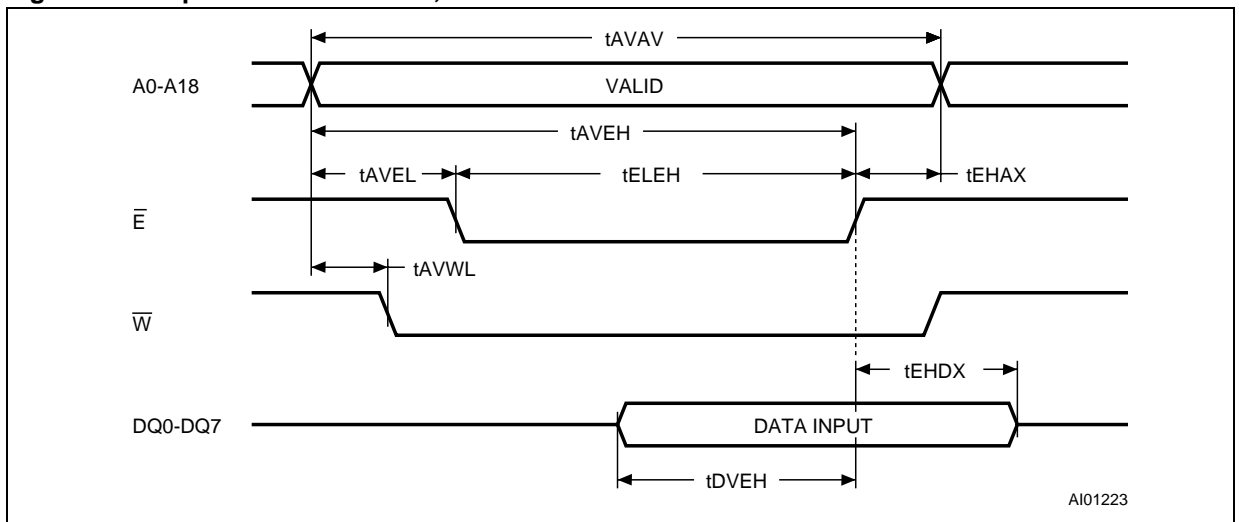 tAVAV
A0-A18
VALID
tAVEH
tAVEL
tELEH
tEHAX
E
tAVWL
W
tEHDX
DQ0-DQ7
DATA INPUT
tDVEH
AI01223